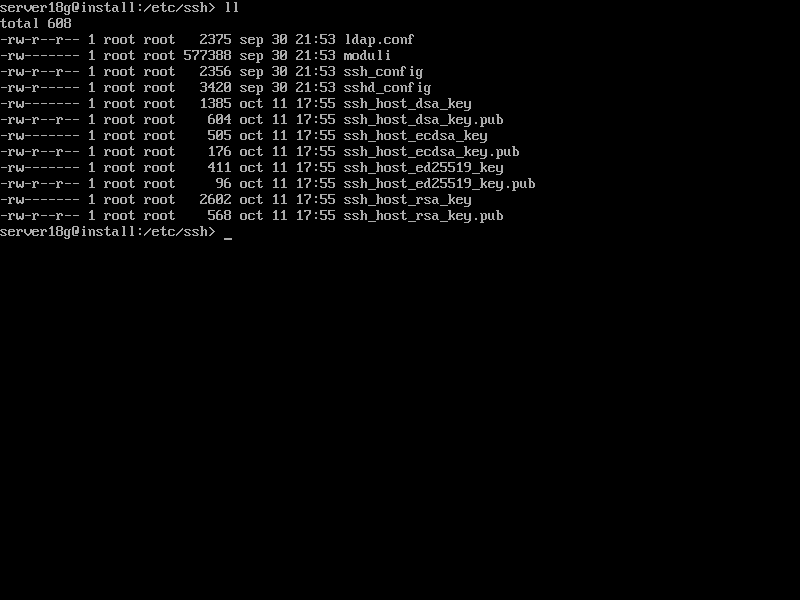 server18g@install:/etc/ssh> ll
total 608
-rw-r--r-- 1 root root   2375 sep 30 21:53 ldap.conf
-rw-r--r-- 1 root root 577388 sep 30 21:53 moduli
-rw-r--r-- 1 root root   2356 sep 30 21:53 ssh_config
-rw-r----- 1 root root   3420 sep 30 21:53 sshd_config
-rw------- 1 root root   1385 oct 11 17:55 ssh_host_dsa_key
-rw-r--r-- 1 root root    604 oct 11 17:55 ssh_host_dsa_key.pub
-rw------- 1 root root    505 oct 11 17:55 ssh_host_ecdsa_key
-rw-r--r-- 1 root root    176 oct 11 17:55 ssh_host_ecdsa_key.pub
-rw------- 1 root root    411 oct 11 17:55 ssh_host_ed25519_key
-rw-r--r-- 1 root root     96 oct 11 17:55 ssh_host_ed25519_key.pub
-rw------- 1 root root   2602 oct 11 17:55 ssh_host_rsa_key
-rw-r--r-- 1 root root    568 oct 11 17:55 ssh_host_rsa_key.pub
server18g@install:/etc/ssh> _